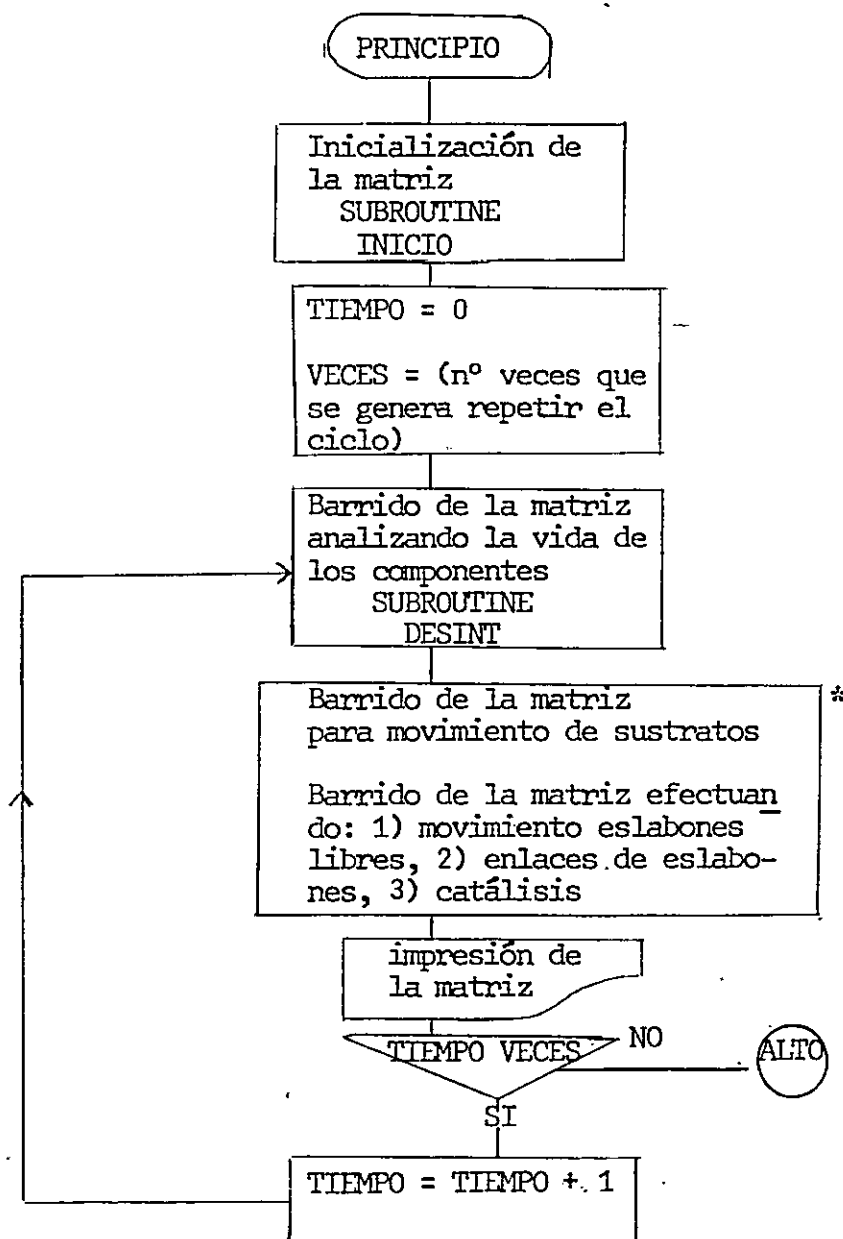 PRINCIPIO
Inicialización de
la matriz
SUBROUTINE
INICIO
TIEMPO = 0
VECES = (nº veces que
se genera repetir el
ciclo)
Barrido de la matriz
analizando la vida de
los componentes
SUBROUTINE
DESINT
Barrido de la matriz *
para movimiento de sustratos
Barrido de la matriz efectuan
do: 1) movimiento eslabones
libres, 2) enlaces de eslabo-
nes, 3) catálisis
impresión de
la matriz
TIEMPO VECES NO ALTO
SI
TIEMPO = TIEMPO + 1